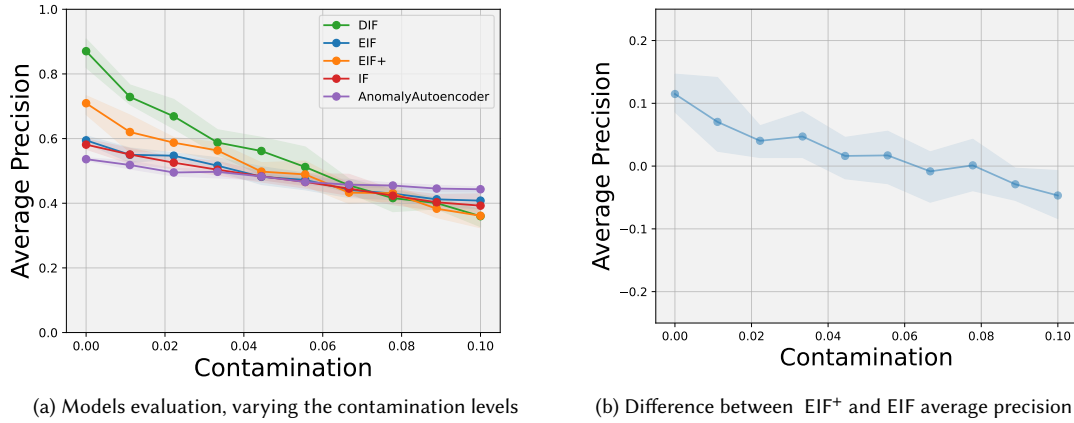 1.0
0.8
0.6
0.4
0.2
0.0
Average Precision
DIF
EIF
EIF+
IF
AnomalyAutoencoder
0.00 0.02 0.04 0.06 0.08 0.10
Contamination
(a) Models evaluation, varying the contamination levels
0.2
0.1
0.0
−0.1
−0.2
Average Precision
0.00 0.02 0.04 0.06 0.08 0.10
Contamination
(b) Difference between EIF⁺ and EIF average precision